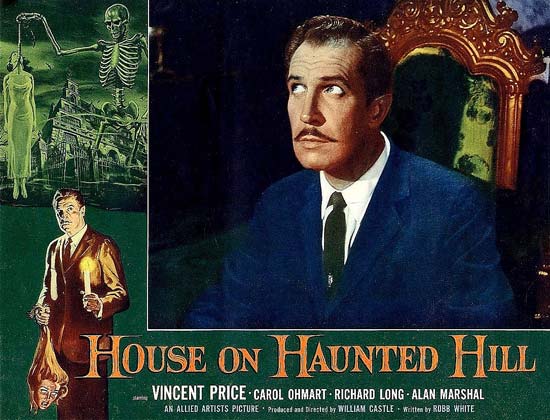 HOUSE ON HAUNTED HILL
starring VINCENT PRICE · CAROL OHMART · RICHARD LONG · ALAN MARSHAL
AN ALLIED ARTISTS PICTURE · Produced and Directed by WILLIAM CASTLE · Written by ROBB WHITE